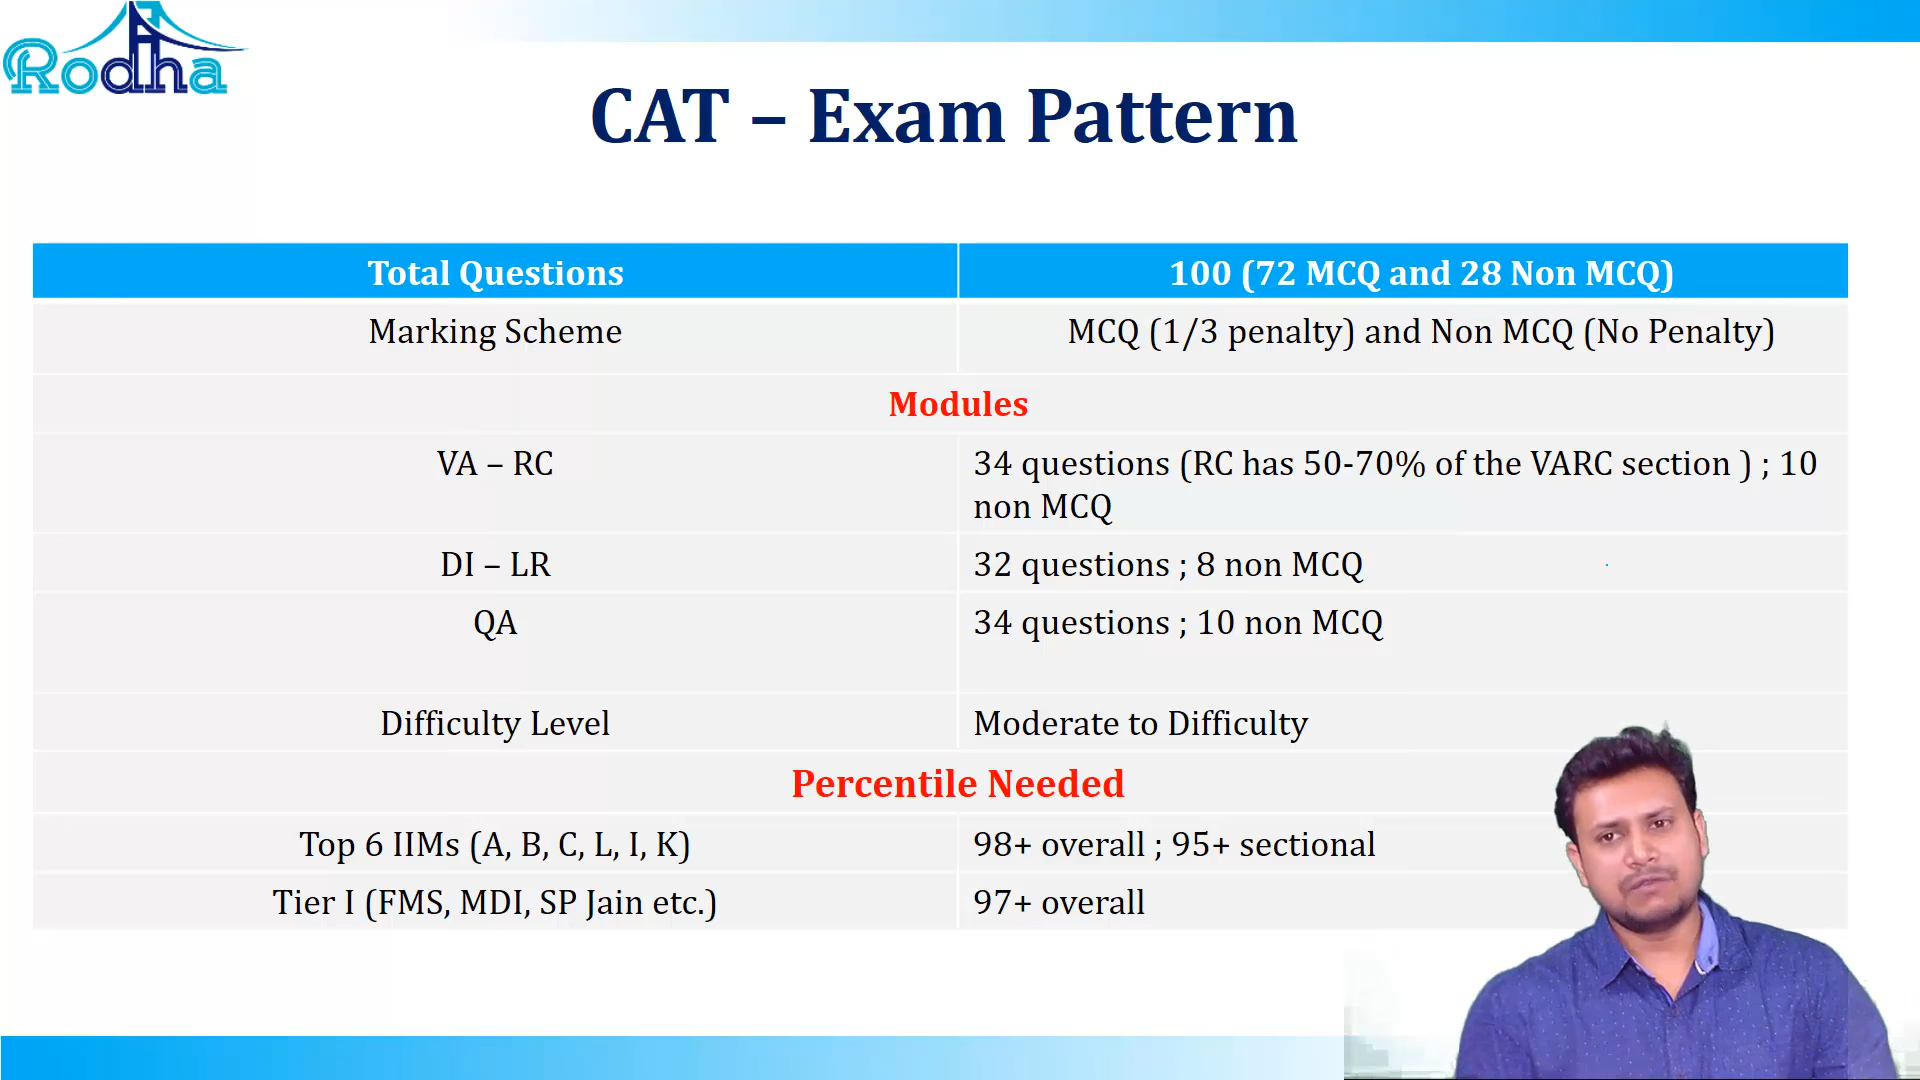 Rodha
CAT – Exam Pattern
Total Questions
100 (72 MCQ and 28 Non MCQ)
Marking Scheme
MCQ (1/3 penalty) and Non MCQ (No Penalty)
Modules
VA – RC
34 questions (RC has 50-70% of the VARC section ) ; 10
non MCQ
DI – LR
32 questions ; 8 non MCQ
QA
34 questions ; 10 non MCQ
Difficulty Level
Moderate to Difficulty
Percentile Needed
Top 6 IIMs (A, B, C, L, I, K)
98+ overall ; 95+ sectional
Tier I (FMS, MDI, SP Jain etc.)
97+ overall